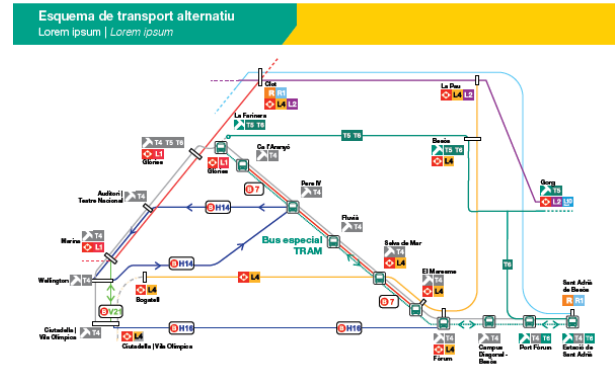 Esquema de transport alternatiu
Lorem ipsum | Lorem ipsum
Clot
R R1
L4 L2
La Pau
L4 L2
La Farinera
T5 T6
T4 T5 T6
L1
Glòries
L1
Glòries
Ca l'Aranyó
T4
T5 T6
Besòs
T5 T6
L4
Gorg
T5
L2
B 7
Pere IV
T4
Auditori |
Teatre Nacional
T4
B H14
Fluvià
T4
Marina
T4
L1
Bus especial
TRAM
Selva de Mar
T4
L4
B H14
T6
Wellington
T4
L4
El Maresme
T4
L4
Sant Adrià
de Besòs
R R1
L4
Bogatell
B 7
B V21
Ciutadella |
Vila Olímpica
T4
L4
Ciutadella | Vila Olímpica
B H16
B H16
T4
L4
Fòrum
T4
Campus
Diagonal -
Besòs
T4 T6
Port Fòrum
T4 T6
Estació de
Sant Adrià